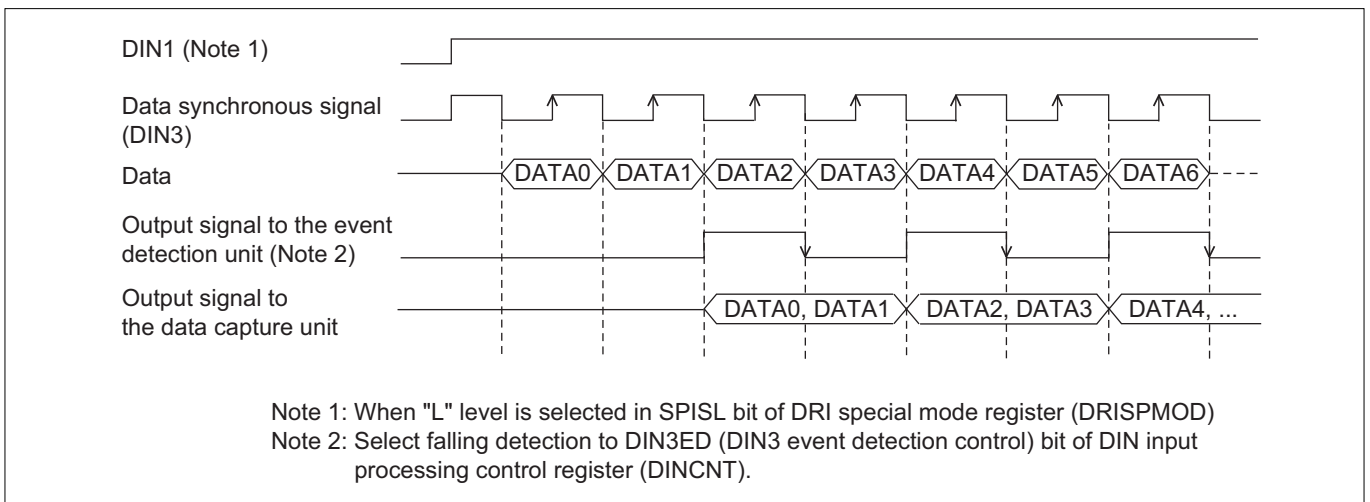 DIN1 (Note 1)
Data synchronous signal
(DIN3)
Data
DATA0 DATA1 DATA2 DATA3 DATA4 DATA5 DATA6
Output signal to the event
detection unit (Note 2)
Output signal to
the data capture unit
DATA0, DATA1 DATA2, DATA3 DATA4, ...
Note 1: When "L" level is selected in SPISL bit of DRI special mode register (DRISPMOD)
Note 2: Select falling detection to DIN3ED (DIN3 event detection control) bit of DIN input
processing control register (DINCNT).